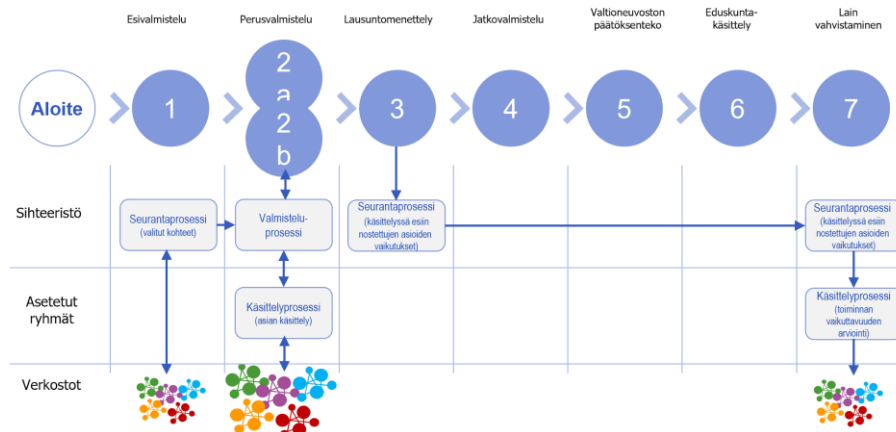 Esivalmistelu
Perusvalmistelu
Lausuntomenettely
Jatkovalmistelu
Valtioneuvoston
päätöksenteko
Eduskunta-
käsittely
Lain
vahvistaminen
Aloite
1
2
a
2
b
3
4
5
6
7
Sihteeristö
Seurantaprosessi
(valitut kohteet)
Valmistelu-
prosessi
Seurantaprosessi
(käsittelyssä esiin
nostettujen asioiden
vaikutukset)
Seurantaprosessi
(käsittelyssä esiin
nostettujen asioiden
vaikutukset)
Asetetut
ryhmät
Käsittelyprosessi
(asian käsittely)
Käsittelyprosessi
(toiminnan
vaikuttavuuden
arviointi)
Verkostot